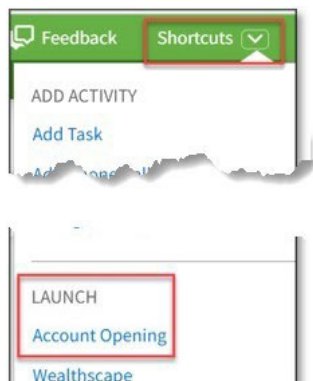 Feedback Shortcuts
ADD ACTIVITY
Add Task
LAUNCH
Account Opening
Wealthscape